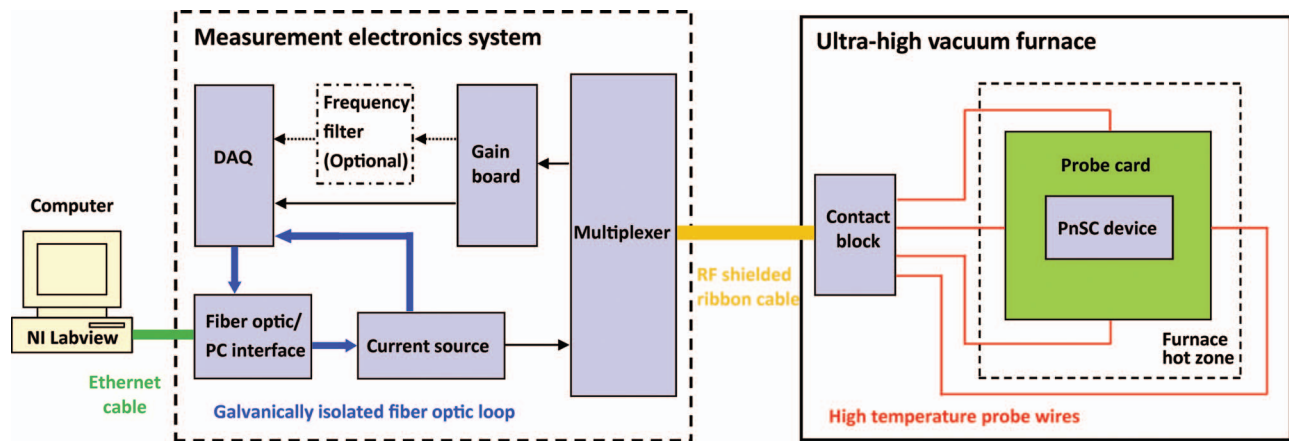 Measurement electronics system
Ultra-high vacuum furnace
Computer
NI Labview
Ethernet
cable
DAQ
Frequency
filter
(Optional)
Gain
board
Multiplexer
Fiber optic/
PC interface
Current source
Galvanically isolated fiber optic loop
RF shielded
ribbon cable
Contact
block
Probe card
PnSC device
Furnace
hot zone
High temperature probe wires